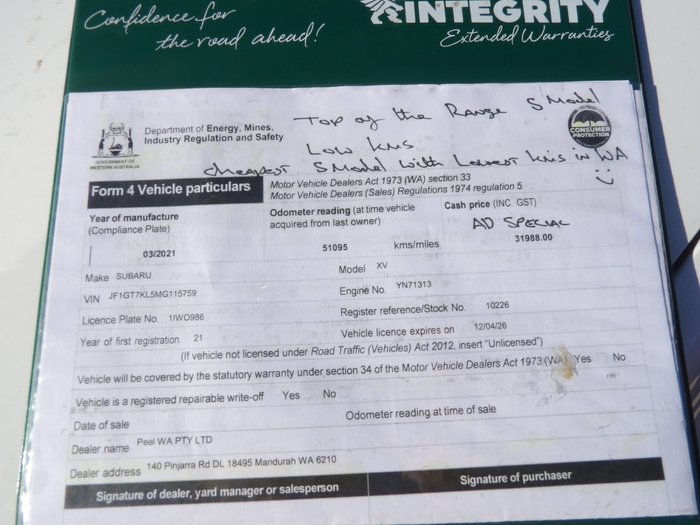 Confidence for
the road ahead!
INTEGRITY
Extended Warranties
Top of the Range S Model
Low Kms
cheapest S Model with Lowest Kms in WA
GOVERNMENT OF
WESTERN AUSTRALIA
Department of Energy, Mines,
Industry Regulation and Safety
CONSUMER
PROTECTION
Form 4 Vehicle particulars
Motor Vehicle Dealers Act 1973 (WA) section 33
Motor Vehicle Dealers (Sales) Regulations 1974 regulation 5
Year of manufacture
(Compliance Plate)
03/2021
Odometer reading (at time vehicle
acquired from last owner)
51095 kms/miles
Cash price (INC. GST)
AD SPECIAL
31988.00
Make SUBARU Model XV
VIN JF1GT7KL5MG115759 Engine No. YN71313
Licence Plate No. 1IWO986 Register reference/Stock No. 10226
Year of first registration 21 Vehicle licence expires on 12/04/26
(If vehicle not licensed under Road Traffic (Vehicles) Act 2012, insert "Unlicensed")
Vehicle will be covered by the statutory warranty under section 34 of the Motor Vehicle Dealers Act 1973 (WA) Yes No
Vehicle is a registered repairable write-off Yes No
Date of sale Odometer reading at time of sale
Dealer name Peel WA PTY LTD
Dealer address 140 Pinjarra Rd DL 18495 Mandurah WA 6210
Signature of dealer, yard manager or salesperson Signature of purchaser